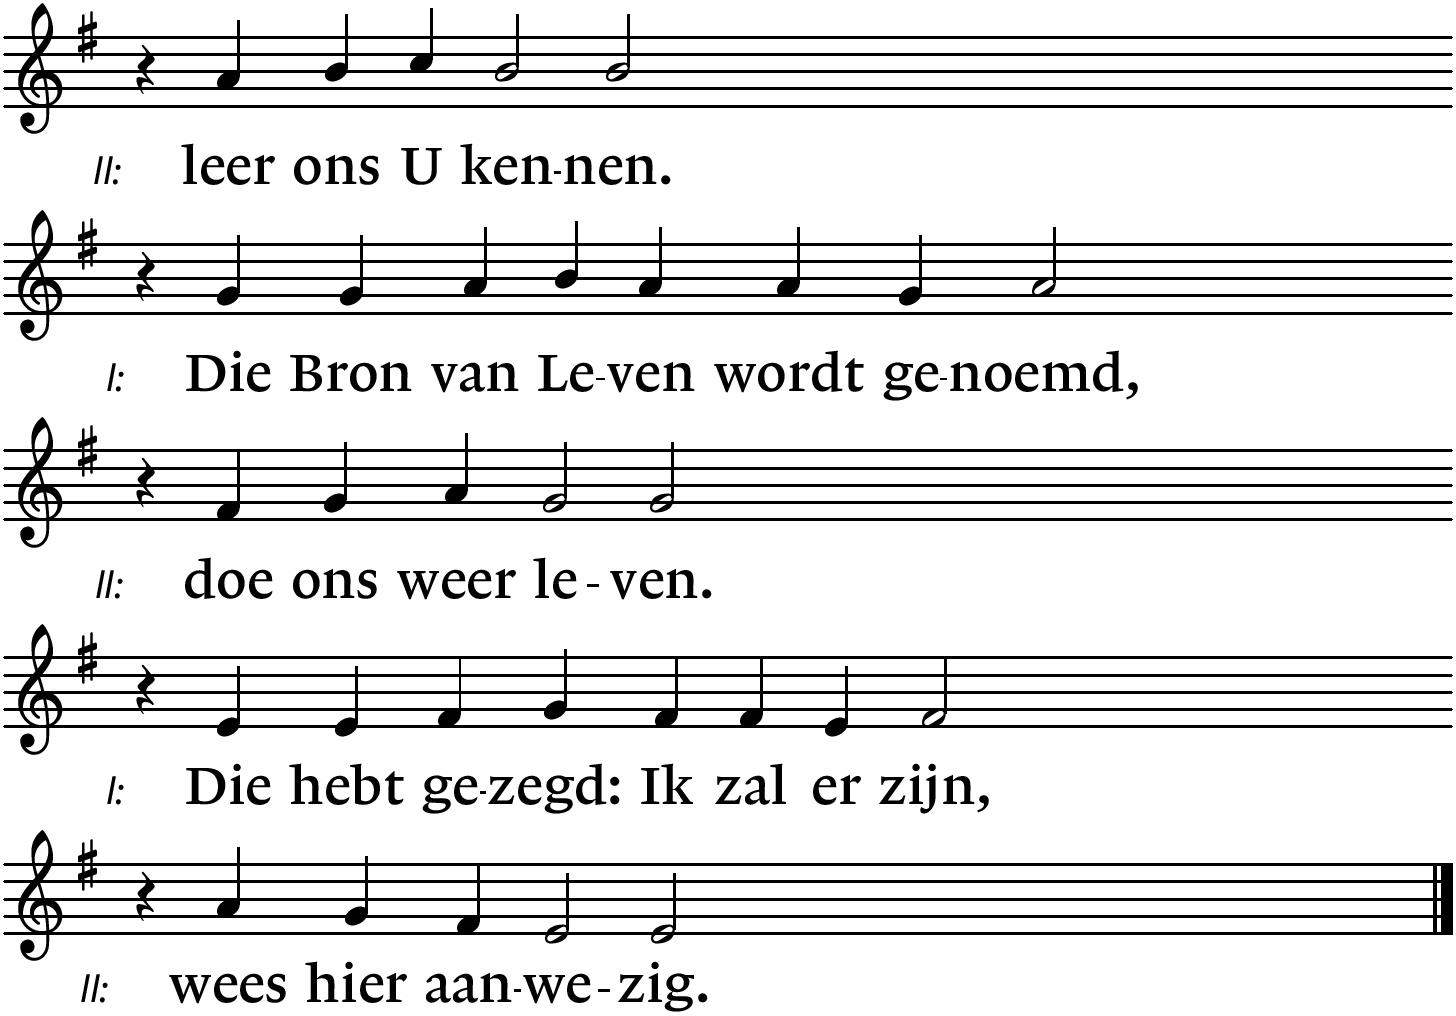 II: leer ons U ken-nen.
I: Die Bron van Le-ven wordt ge-noemd,
II: doe ons weer le-ven.
I: Die hebt ge-zegd: Ik zal er zijn,
II: wees hier aan-we-zig.